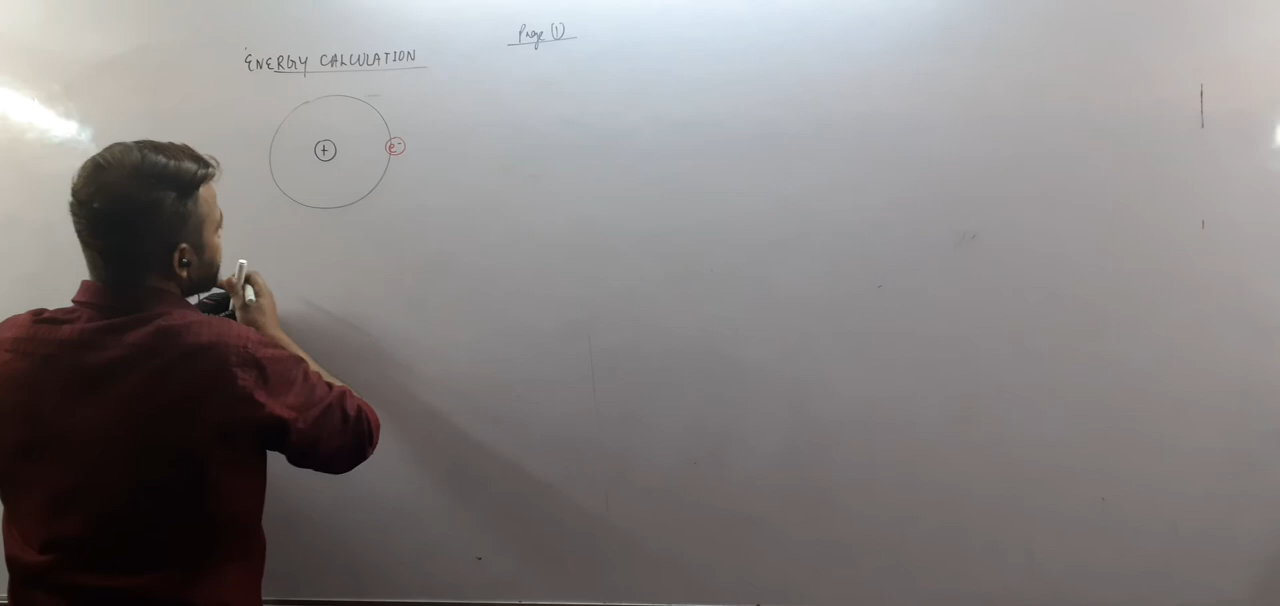 Page (1)
ENERGY CALCULATION
+
e-